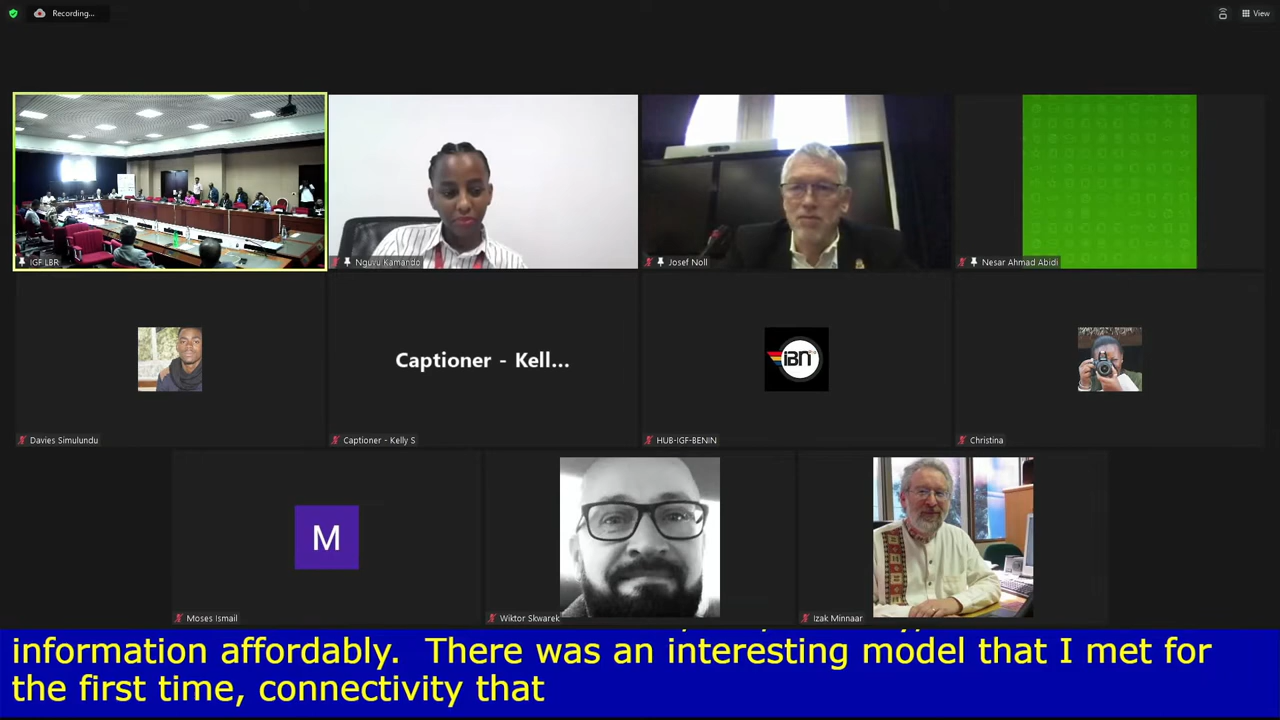 Recording...
View
IGF LBR
Nguvu Kamando
Josef Noll
Nesar Ahmad Abidi
Captioner - Kell...
iBN
Davies Simulundu
Captioner - Kelly S
HUB-IGF-BENIN
Christina
M
Moses Ismail
Wiktor Skwarek
Izak Minnaar
information affordably. There was an interesting model that I met for
the first time, connectivity that